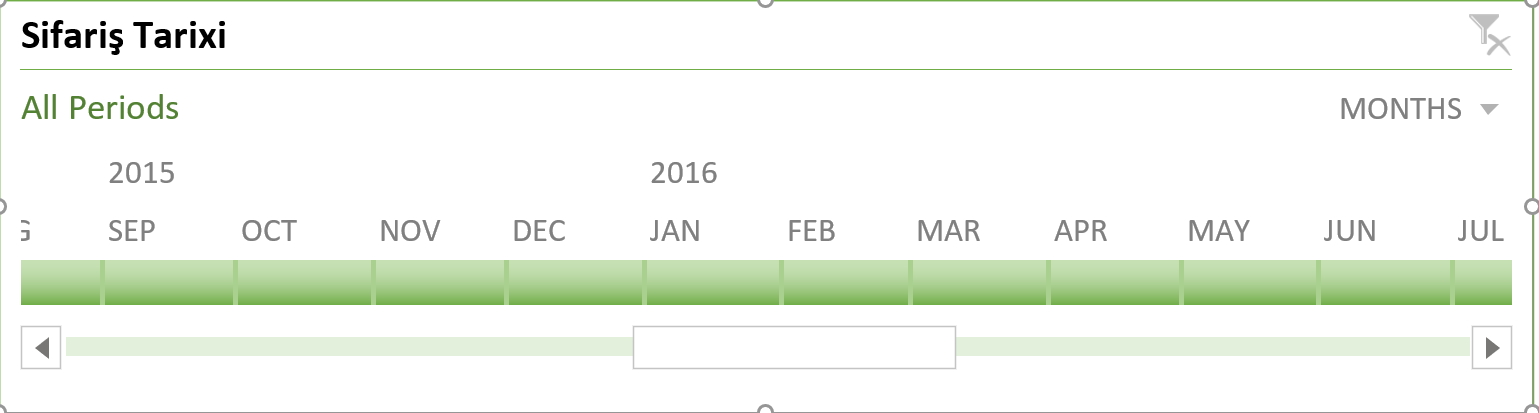 Sifariş Tarixi
All Periods MONTHS
2015 2016
G SEP OCT NOV DEC JAN FEB MAR APR MAY JUN JUL